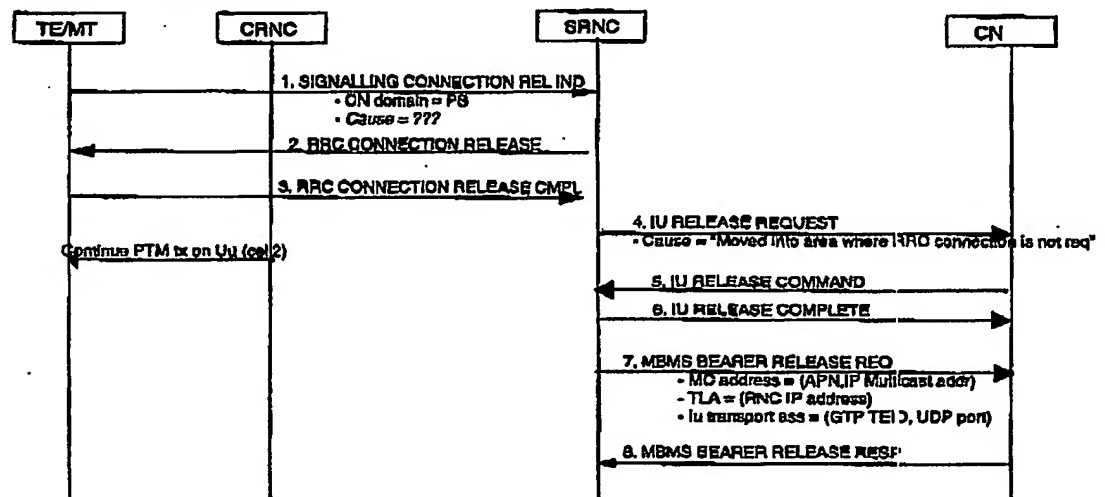 TE/MT
CRNC
SRNC
CN
1. SIGNALLING CONNECTION REL IND
- CN domain = PS
- Cause = ???
2. RRC CONNECTION RELEASE
3. RRC CONNECTION RELEASE CMPL
4. IU RELEASE REQUEST
- Cause = "Moved into area where RRC connection is not req"
Continue PTM tx on Uu (cell 2)
5. IU RELEASE COMMAND
6. IU RELEASE COMPLETE
7. MBMS BEARER RELEASE REQ
- MC address = (APN,IP Multicast addr)
- TLA = (RNC IP address)
- Iu transport ass = (GTP TEID, UDP port)
8. MBMS BEARER RELEASE RESP